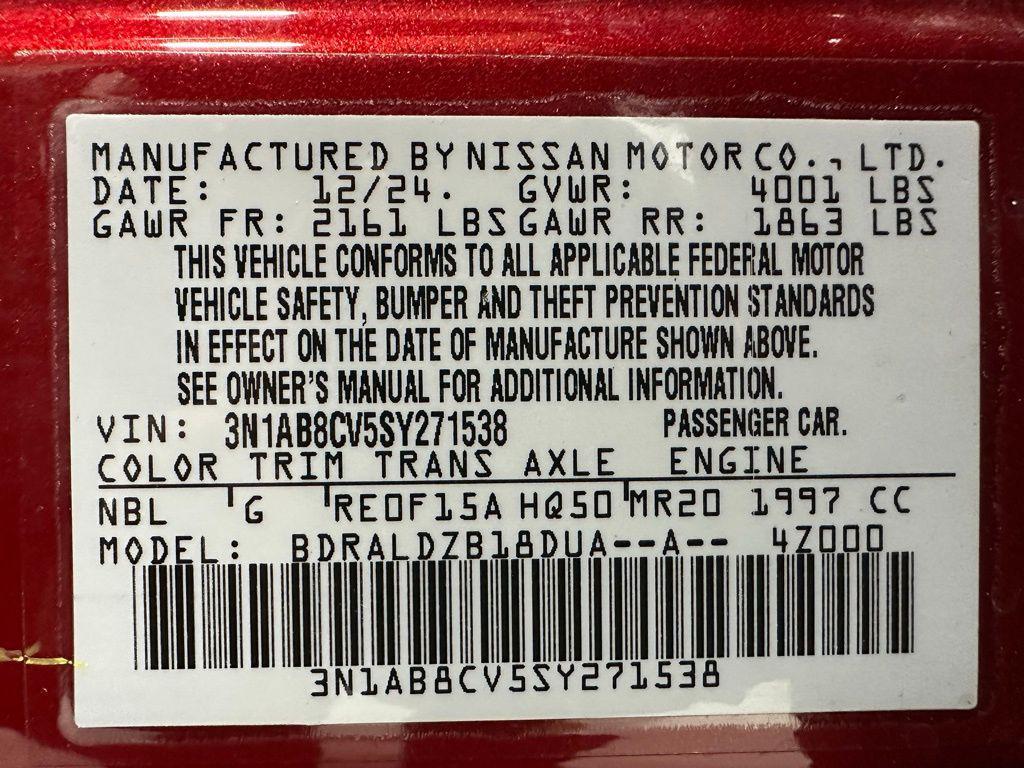 MANUFACTURED BY NISSAN MOTOR CO., LTD.
DATE: 12/24. GVWR: 4001 LBS
GAWR FR: 2161 LBS GAWR RR: 1863 LBS
THIS VEHICLE CONFORMS TO ALL APPLICABLE FEDERAL MOTOR
VEHICLE SAFETY, BUMPER AND THEFT PREVENTION STANDARDS
IN EFFECT ON THE DATE OF MANUFACTURE SHOWN ABOVE.
SEE OWNER'S MANUAL FOR ADDITIONAL INFORMATION.
VIN: 3N1AB8CV5SY271538 PASSENGER CAR.
COLOR TRIM TRANS AXLE ENGINE
NBL G RE0F15A HQ50 MR20 1997 CC
MODEL: BDRALDZB18DUA--A-- 4Z000
3N1AB8CV5SY271538